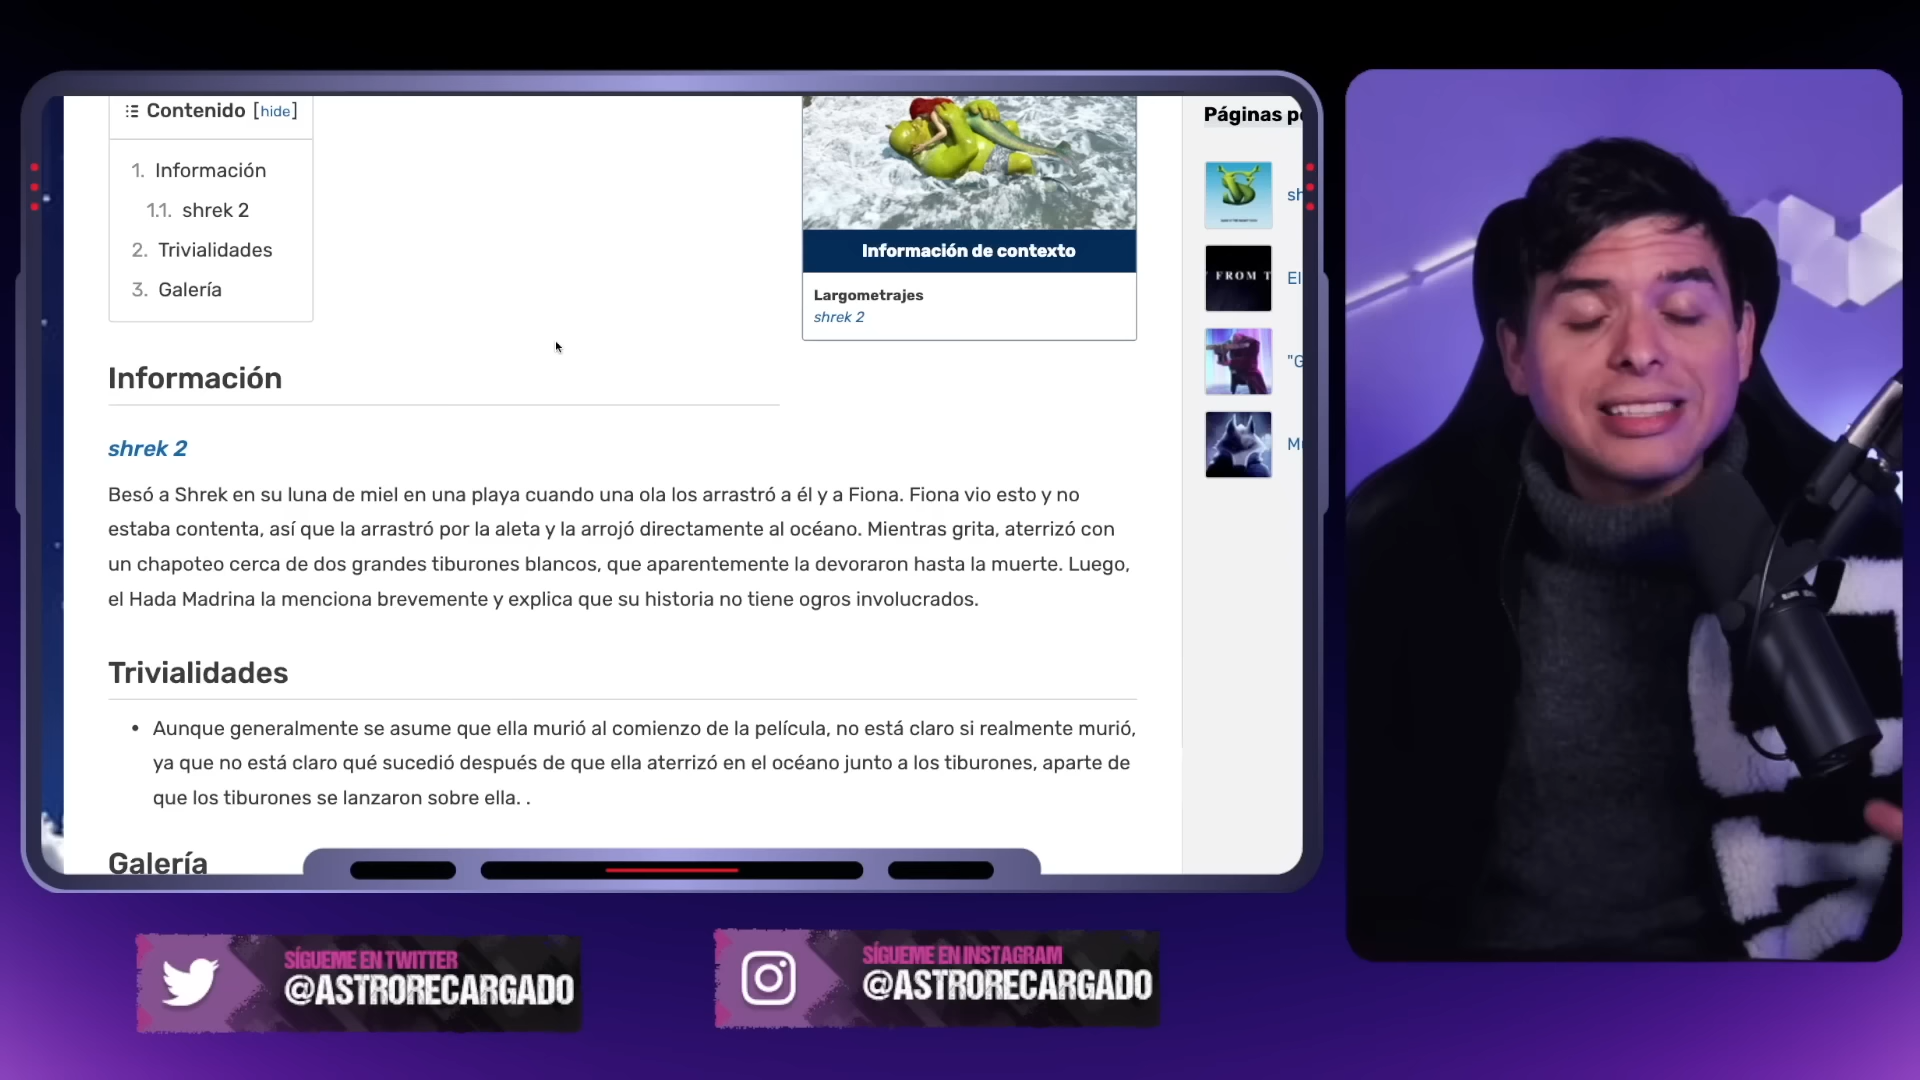 Contenido [hide]
1. Información
1.1. shrek 2
2. Trivialidades
3. Galería
Información de contexto
Largometrajes
shrek 2
Información
shrek 2
Besó a Shrek en su luna de miel en una playa cuando una ola los arrastró a él y a Fiona. Fiona vio esto y no
estaba contenta, así que la arrastró por la aleta y la arrojó directamente al océano. Mientras grita, aterrizó con
un chapoteo cerca de dos grandes tiburones blancos, que aparentemente la devoraron hasta la muerte. Luego,
el Hada Madrina la menciona brevemente y explica que su historia no tiene ogros involucrados.
Trivialidades
• Aunque generalmente se asume que ella murió al comienzo de la película, no está claro si realmente murió,
ya que no está claro qué sucedió después de que ella aterrizó en el océano junto a los tiburones, aparte de
que los tiburones se lanzaron sobre ella. .
Galería
Páginas
FROM
El
SÍGUEME EN TWITTER
@ASTRORECARGADO
SÍGUEME EN INSTAGRAM
@ASTRORECARGADO